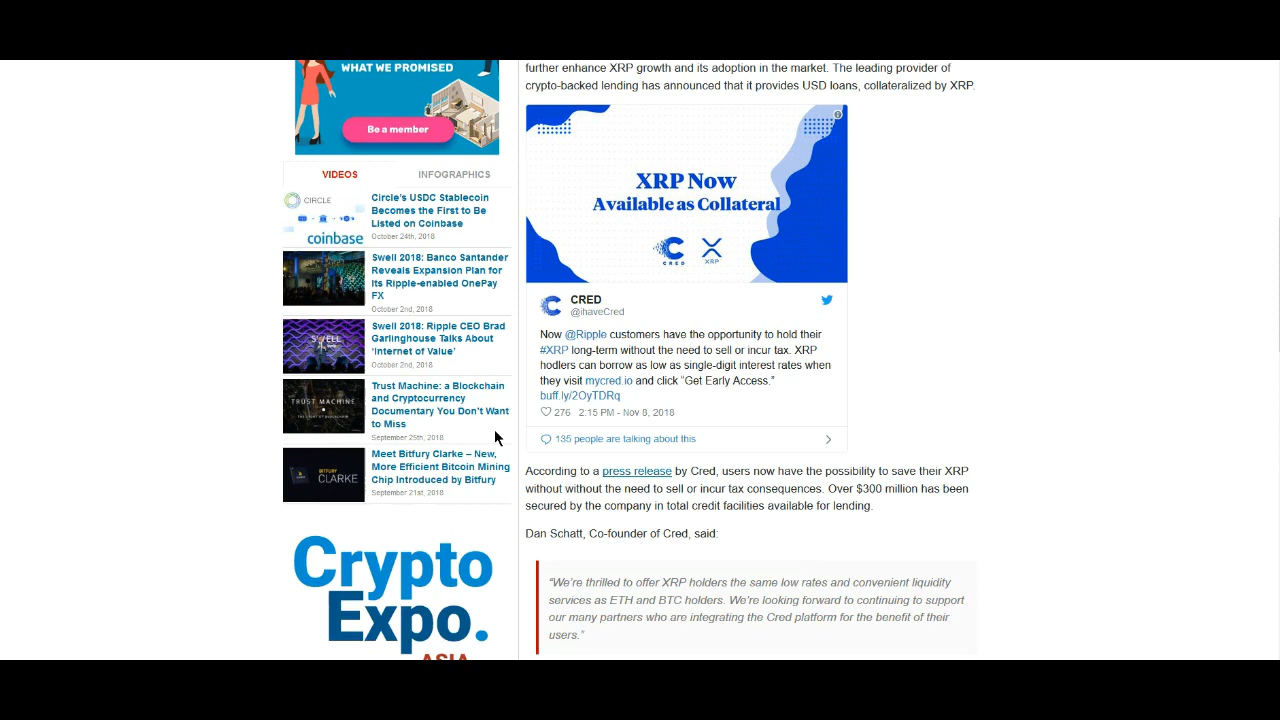 WHAT WE PROMISED
Be a member
VIDEOS
INFOGRAPHICS
CIRCLE
coinbase
Circle's USDC Stablecoin
Becomes the First to Be
Listed on Coinbase
October 24th, 2018
Swell 2018: Banco Santander
Reveals Expansion Plan for
Its Ripple-enabled OnePay
FX
October 2nd, 2018
SWELL
Swell 2018: Ripple CEO Brad
Garlinghouse Talks About
'Internet of Value'
October 2nd, 2018
TRUST MACHINE
Trust Machine: a Blockchain
and Cryptocurrency
Documentary You Don't Want
to Miss
September 25th, 2018
BITFURY
CLARKE
Meet Bitfury Clarke – New,
More Efficient Bitcoin Mining
Chip Introduced by Bitfury
September 21st, 2018
Crypto
Expo.
ASIA
further enhance XRP growth and its adoption in the market. The leading provider of
crypto-backed lending has announced that it provides USD loans, collateralized by XRP.
XRP Now
Available as Collateral
CRED
XRP
CRED
@ihaveCred
Now @Ripple customers have the opportunity to hold their
#XRP long-term without the need to sell or incur tax. XRP
hodlers can borrow as low as single-digit interest rates when
they visit mycred.io and click "Get Early Access."
buff.ly/2OyTDRq
276 2:15 PM - Nov 8, 2018
135 people are talking about this
According to a press release by Cred, users now have the possibility to save their XRP
without without the need to sell or incur tax consequences. Over $300 million has been
secured by the company in total credit facilities available for lending.
Dan Schatt, Co-founder of Cred, said:
"We're thrilled to offer XRP holders the same low rates and convenient liquidity
services as ETH and BTC holders. We're looking forward to continuing to support
our many partners who are integrating the Cred platform for the benefit of their
users."